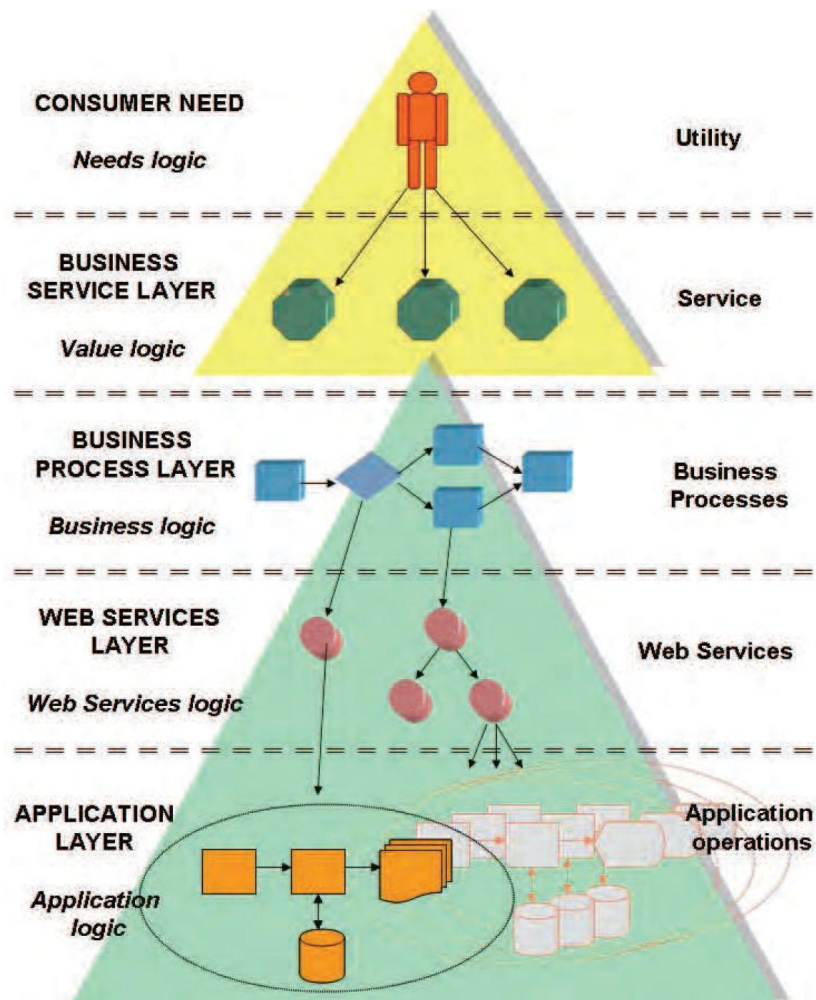 CONSUMER NEED
Needs logic
Utility
BUSINESS
SERVICE LAYER
Value logic
Service
BUSINESS
PROCESS LAYER
Business logic
Business
Processes
WEB SERVICES
LAYER
Web Services logic
Web Services
APPLICATION
LAYER
Application
logic
Application
operations